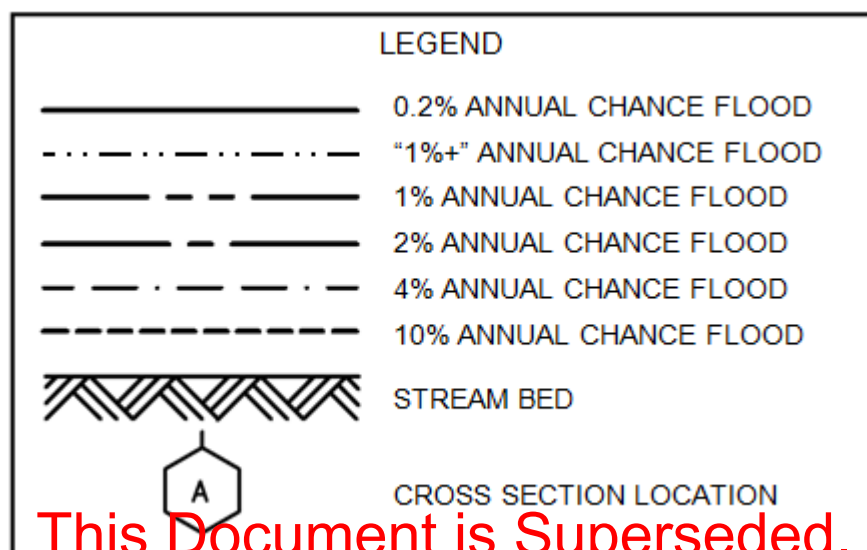 LEGEND
0.2% ANNUAL CHANCE FLOOD
“1%+” ANNUAL CHANCE FLOOD
1% ANNUAL CHANCE FLOOD
2% ANNUAL CHANCE FLOOD
4% ANNUAL CHANCE FLOOD
10% ANNUAL CHANCE FLOOD
STREAM BED
A
CROSS SECTION LOCATION
This Document is Superseded.